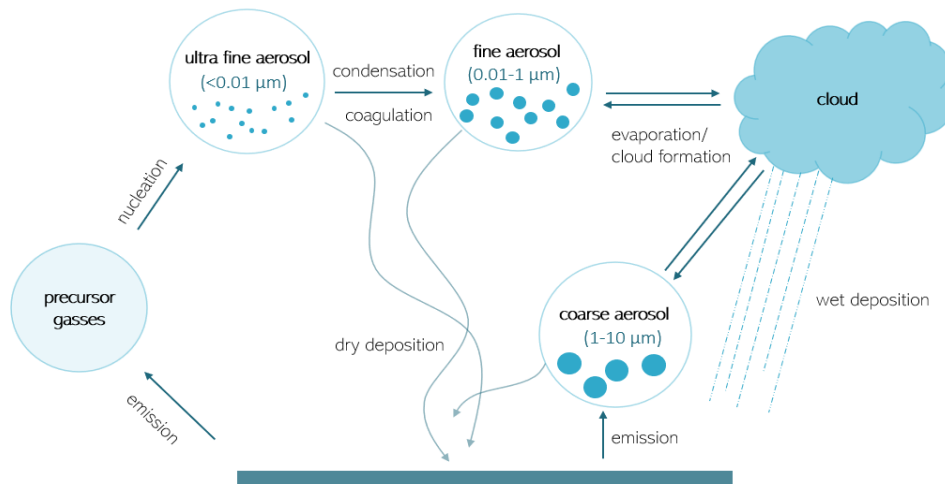 ultra fine aerosol
(<0.01 μm)
condensation
coagulation
fine aerosol
(0.01-1 μm)
cloud
evaporation/
cloud formation
nucleation
precursor
gasses
emission
dry deposition
coarse aerosol
(1-10 μm)
emission
wet deposition